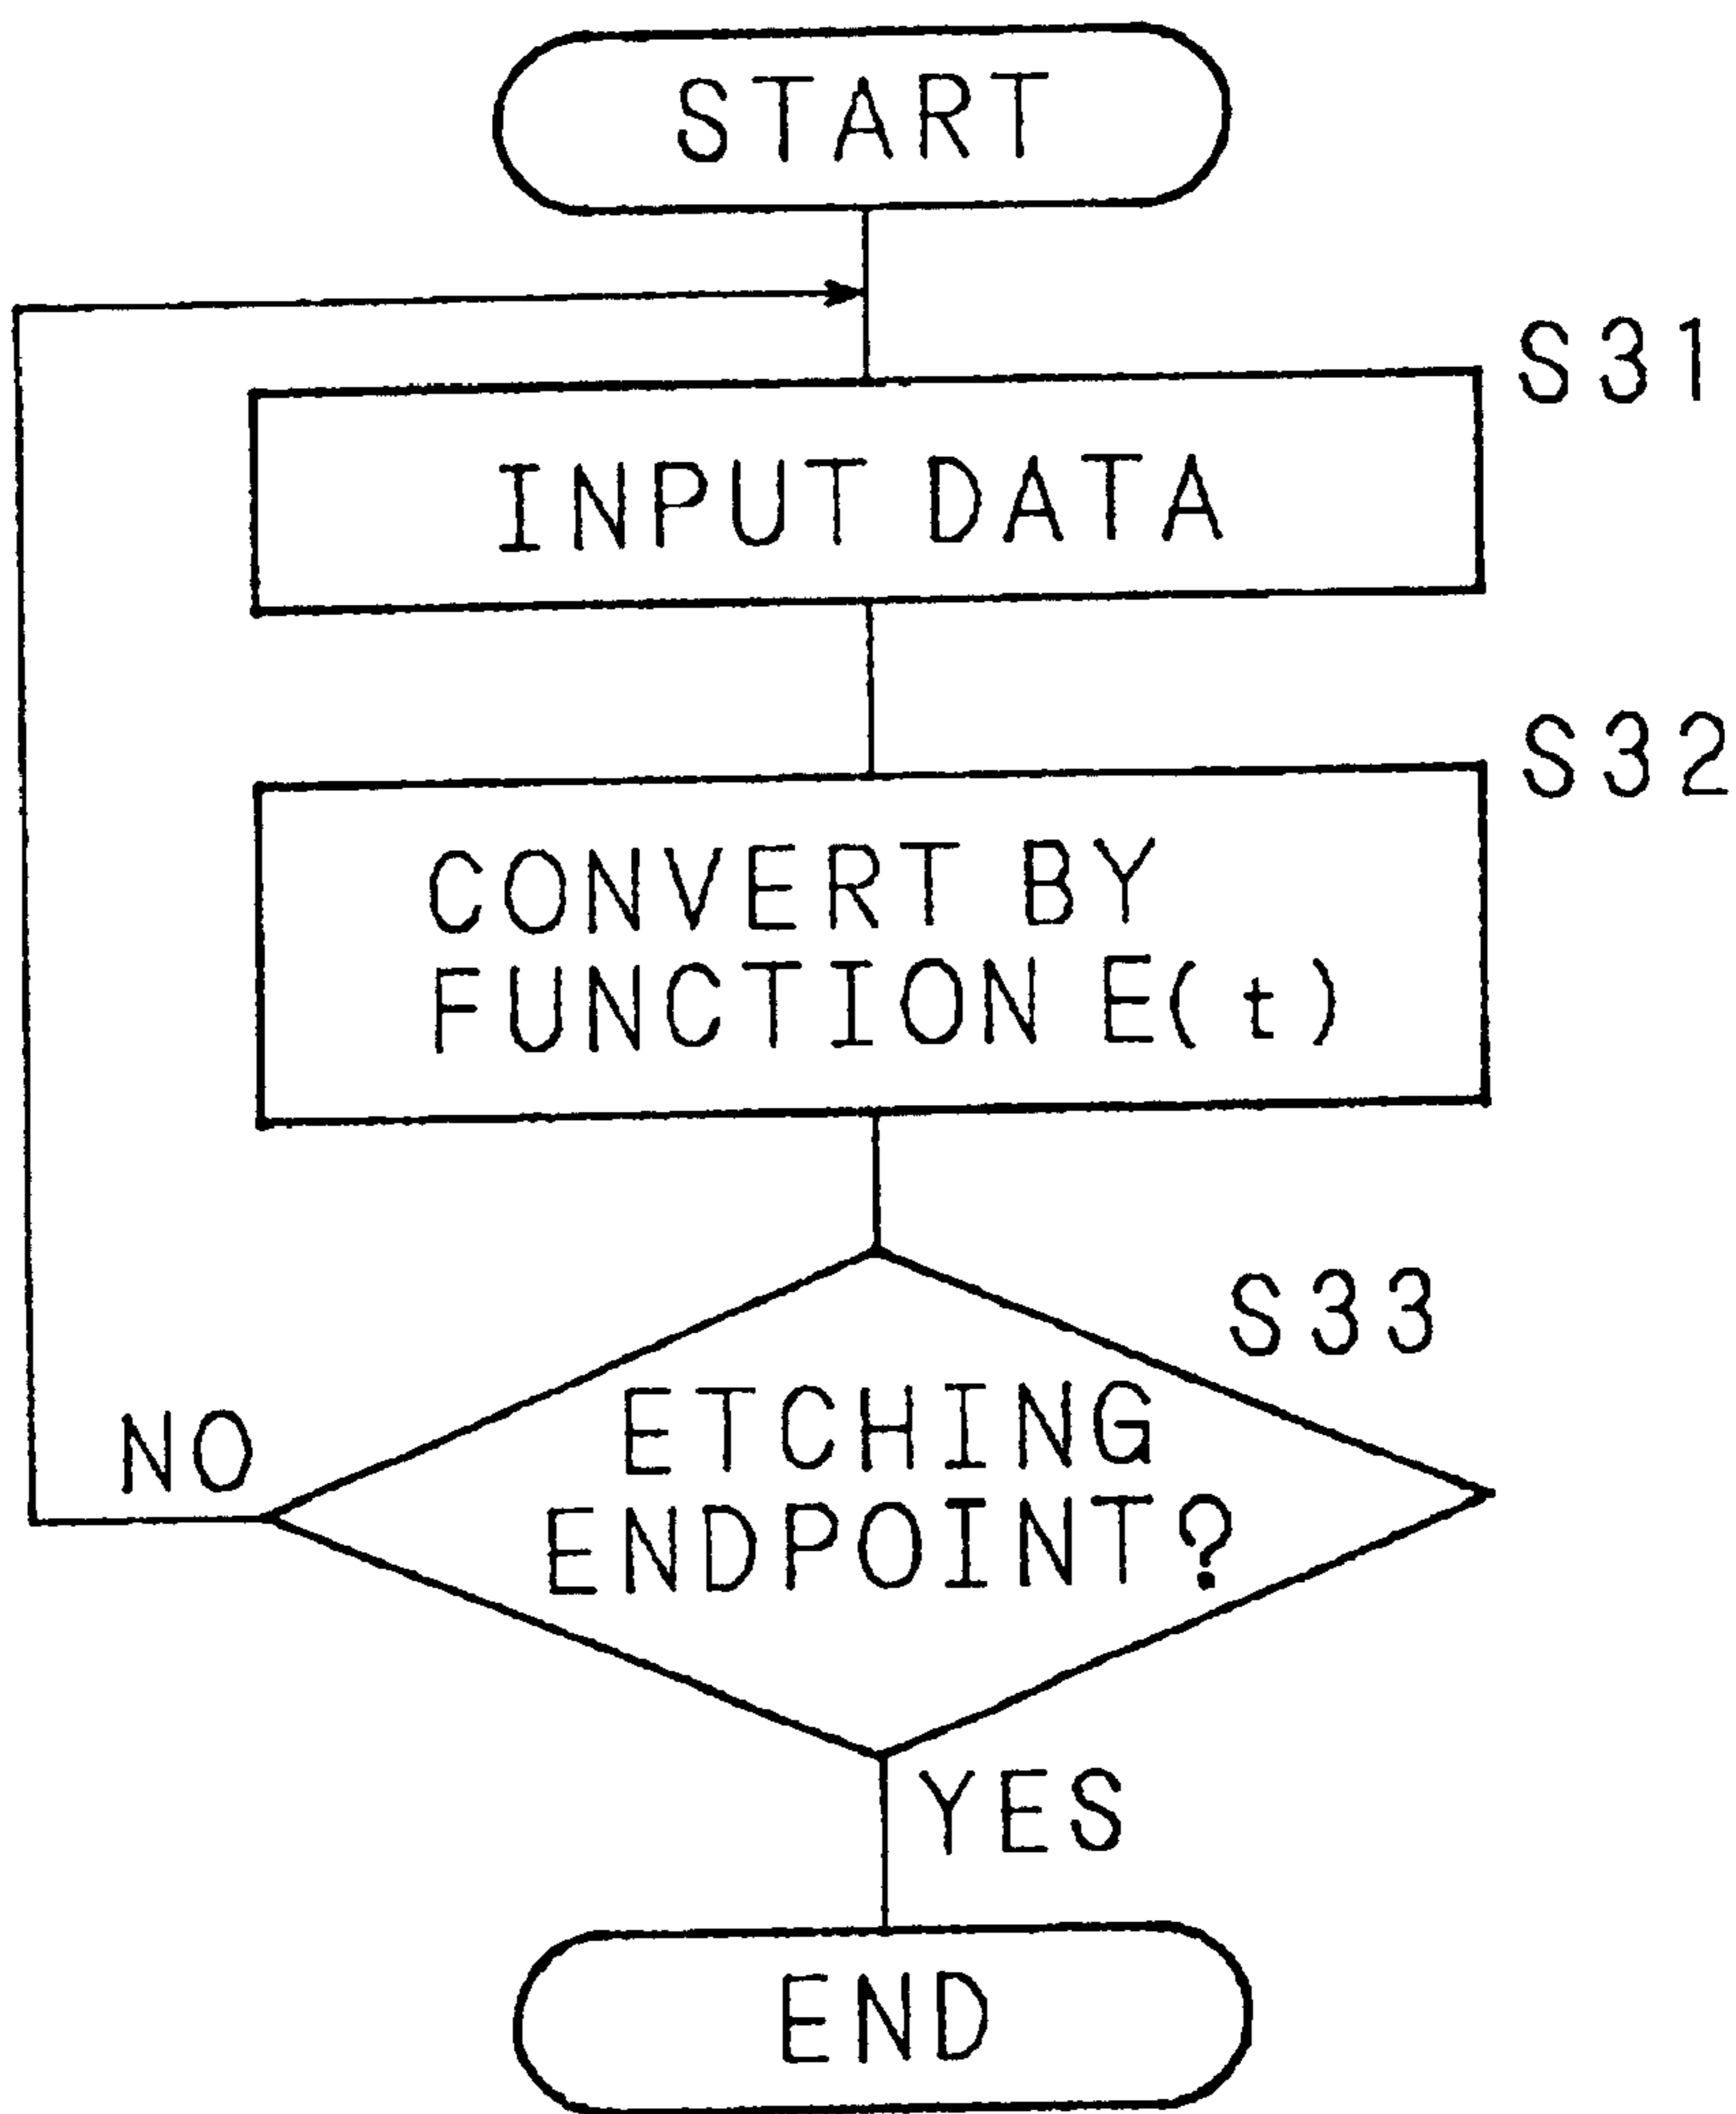 START
S31
INPUT DATA
S32
CONVERT BY
FUNCTION E(t)
S33
ETCHING
ENDPOINT?
NO
YES
END